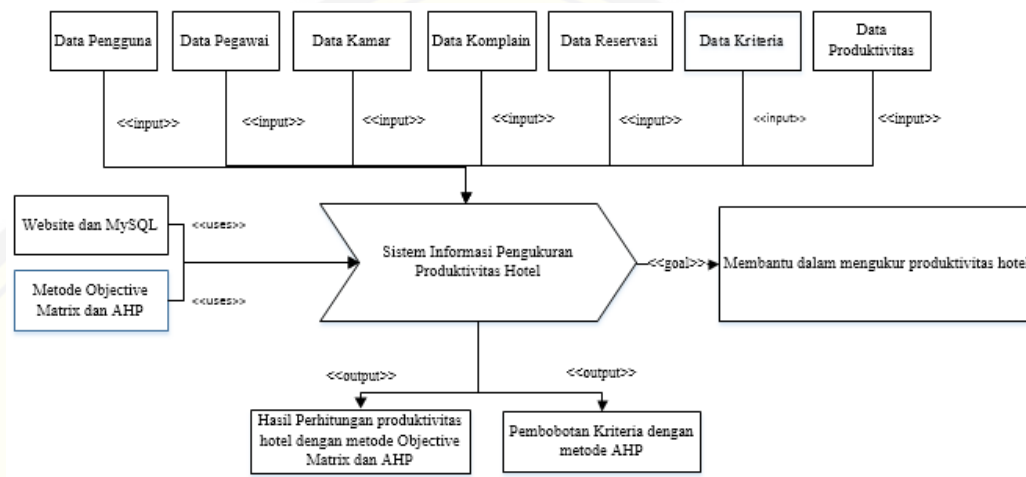 Data Pengguna
Data Pegawai
Data Kamar
Data Komplain
Data Reservasi
Data Kriteria
Data
Produktivitas
<<input>>
<<input>>
<<input>>
<<input>>
<<input>>
<<input>>
<<input>>
Website dan MySQL
<<uses>>
Metode Objective
Matrix dan AHP
<<uses>>
Sistem Informasi Pengukuran
Produktivitas Hotel
<<goal>>
Membantu dalam mengukur produktivitas hotel
<<output>>
<<output>>
Hasil Perhitungan produktivitas
hotel dengan metode Objective
Matrix dan AHP
Pembobotan Kriteria dengan
metode AHP